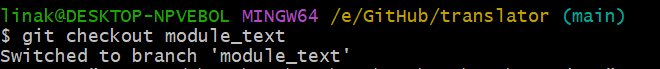 linak@DESKTOP-NPVEBOL MINGW64 /e/GitHub/translator (main)
$ git checkout module_text
Switched to branch 'module_text'